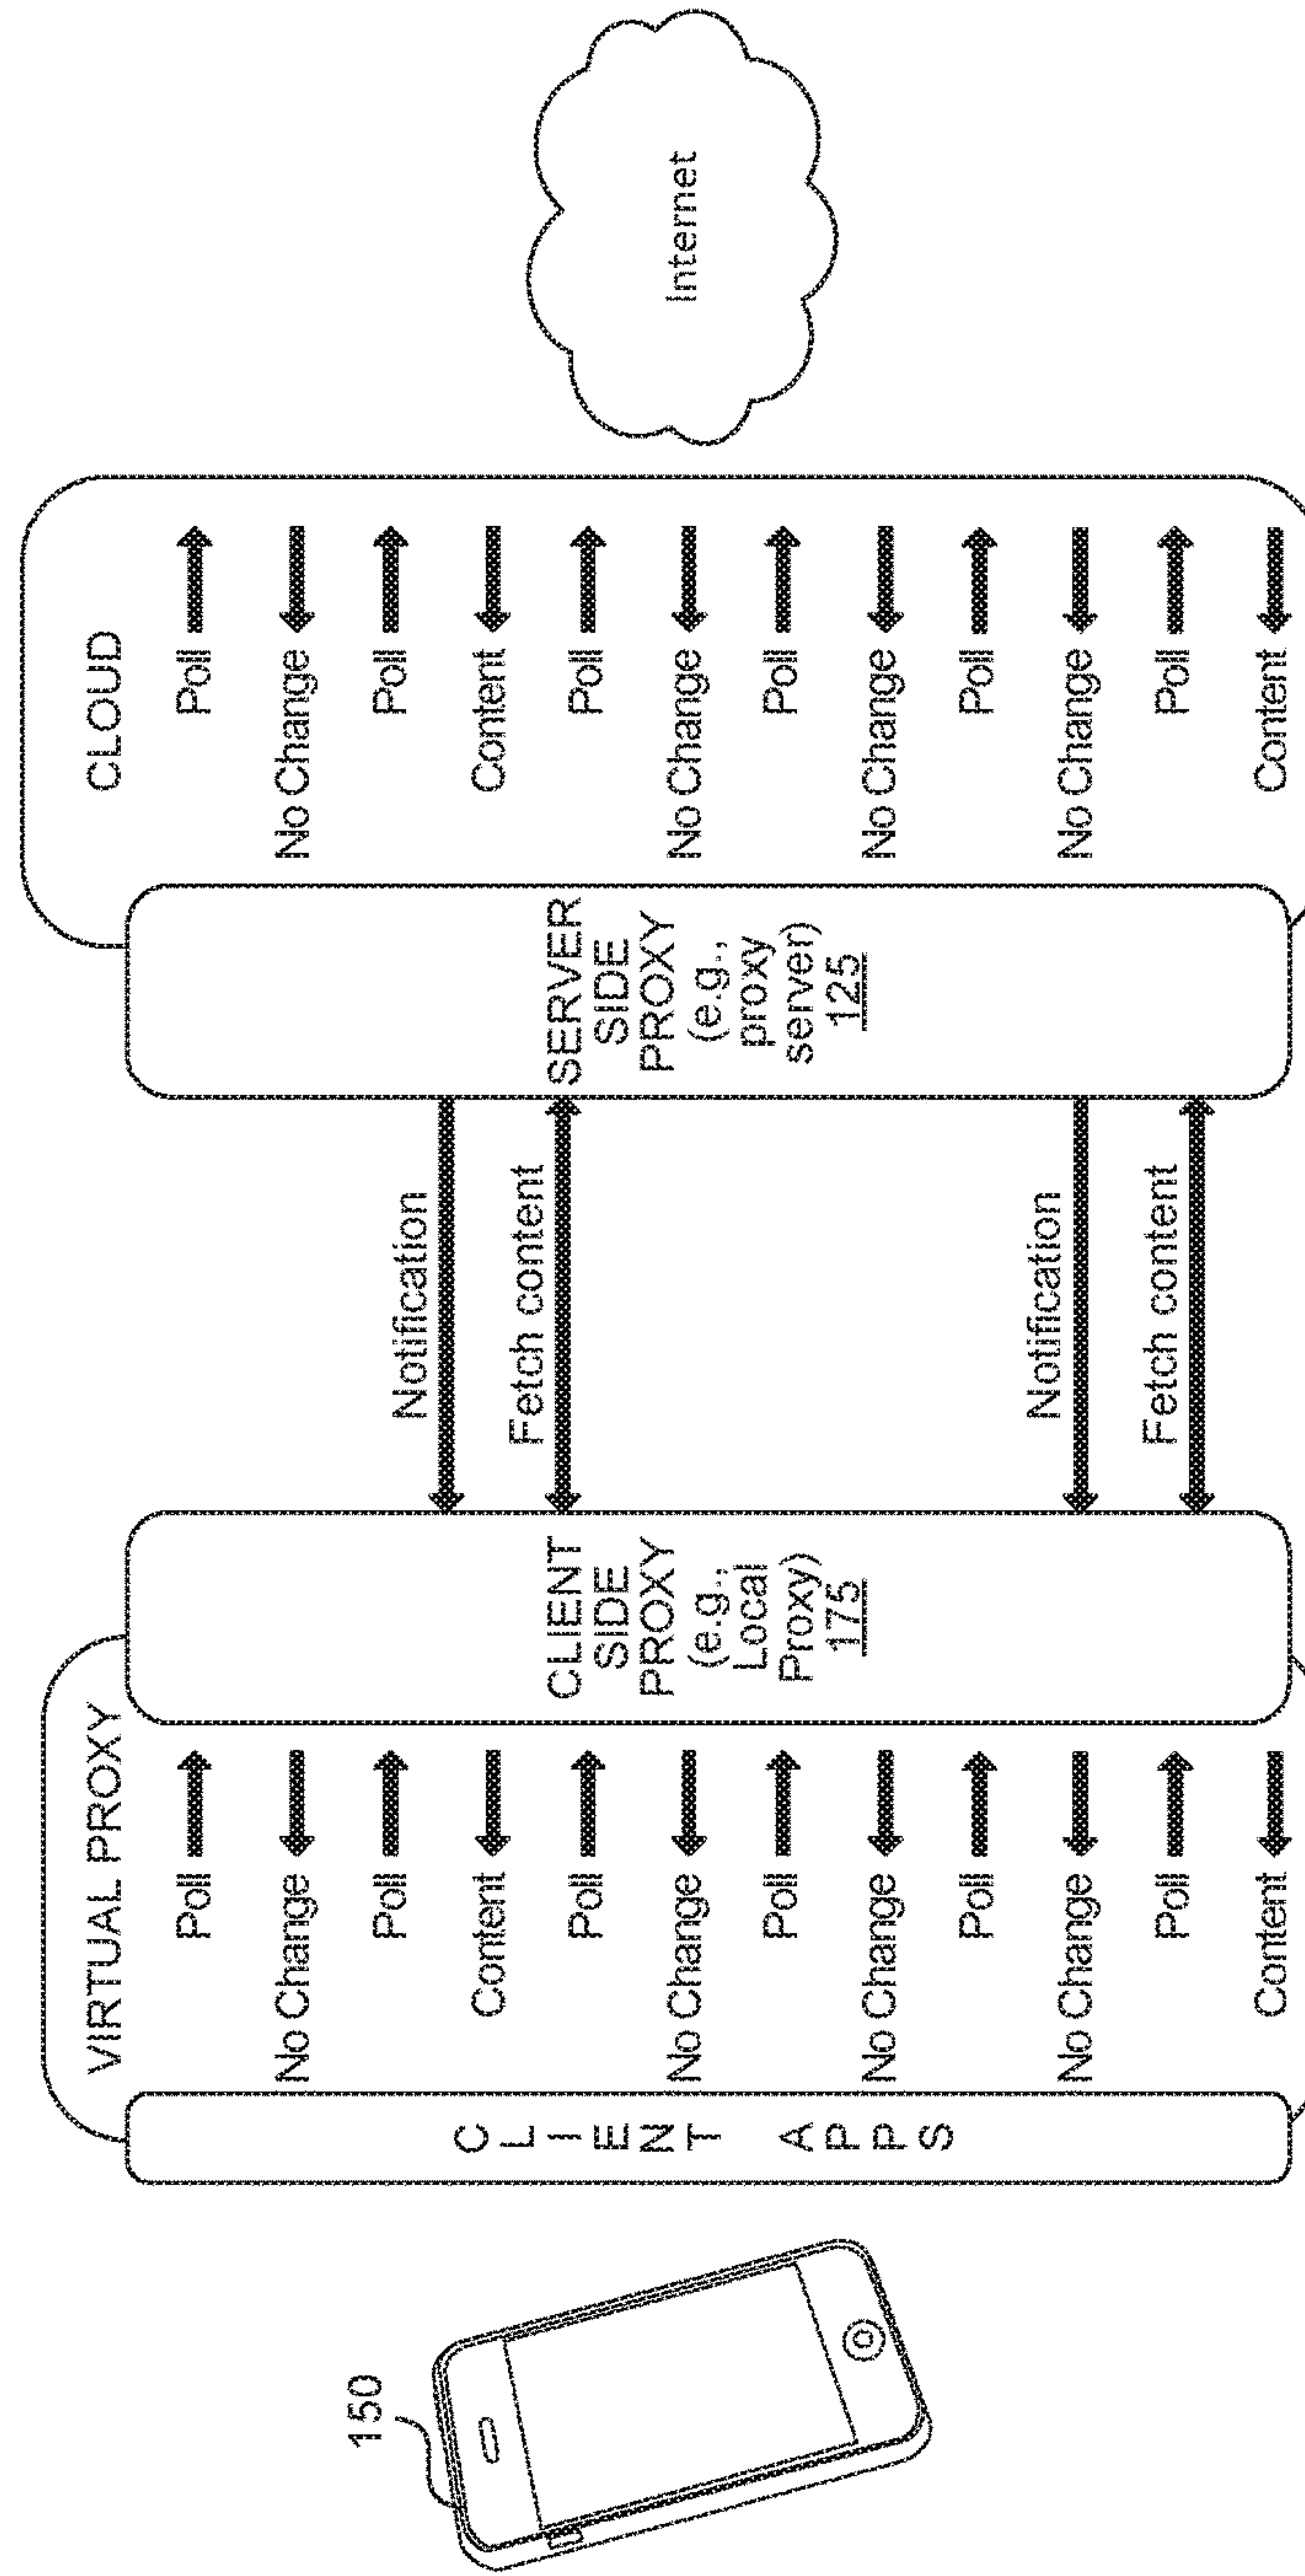 150
CLIENT APPS
VIRTUAL PROXY
Poll
No Change
Poll
Content
Poll
No Change
Poll
No Change
Poll
No Change
Poll
Content
CLIENT
SIDE
PROXY
(e.g.,
Local
Proxy)
175
Notification
Fetch content
Notification
Fetch content
SERVER
SIDE
PROXY
(e.g.,
proxy
server)
125
CLOUD
Poll
No Change
Poll
Content
Poll
No Change
Poll
No Change
Poll
No Change
Poll
Content
Internet